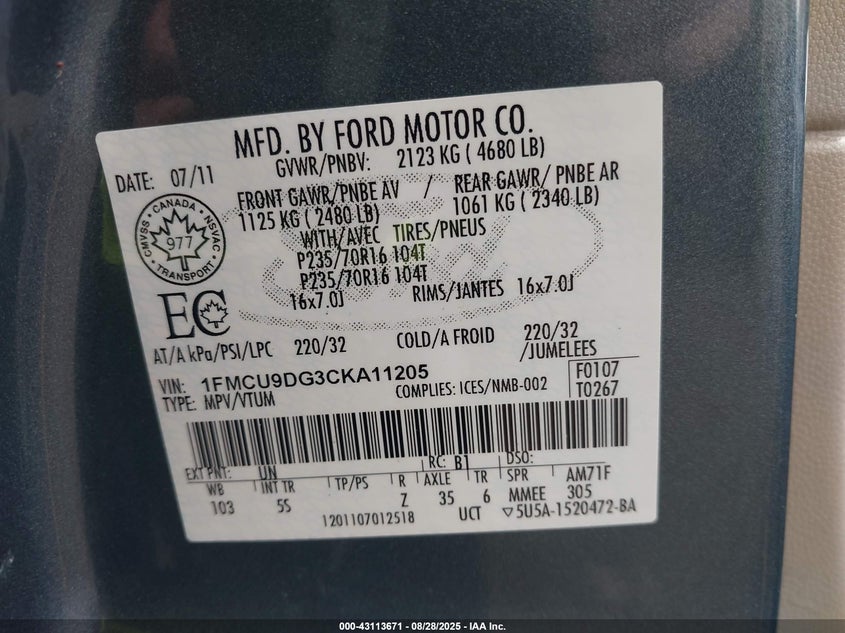 MFD. BY FORD MOTOR CO.
DATE: 07/11
GVWR/PNBV: 2123 KG ( 4680 LB)
FRONT GAWR/PNBE AV / REAR GAWR/ PNBE AR
1125 KG ( 2480 LB) 1061 KG ( 2340 LB)
WITH/AVEC TIRES/PNEUS
P235/70R16 104T
P235/70R16 104T
16x7.0J RIMS/JANTES 16x7.0J
CANADA
CMVSS 977 NSVAC
TRANSPORT
EC
AT/A kPa/PSI/LPC 220/32 COLD/A FROID 220/32
/JUMELEES
VIN: 1FMCU9DG3CKA11205 F0107
TYPE: MPV/VTUM COMPLIES: ICES/NMB-002 T0267
EXT PNT: UN RC: B1 DSO:
WB INT TR TP/PS R AXLE TR SPR AM71F
103 5S Z 35 6 MMEE 305
1201107012518 UCT ▽5U5A-1520472-BA
000-43113671 - 08/28/2025 - IAA Inc.